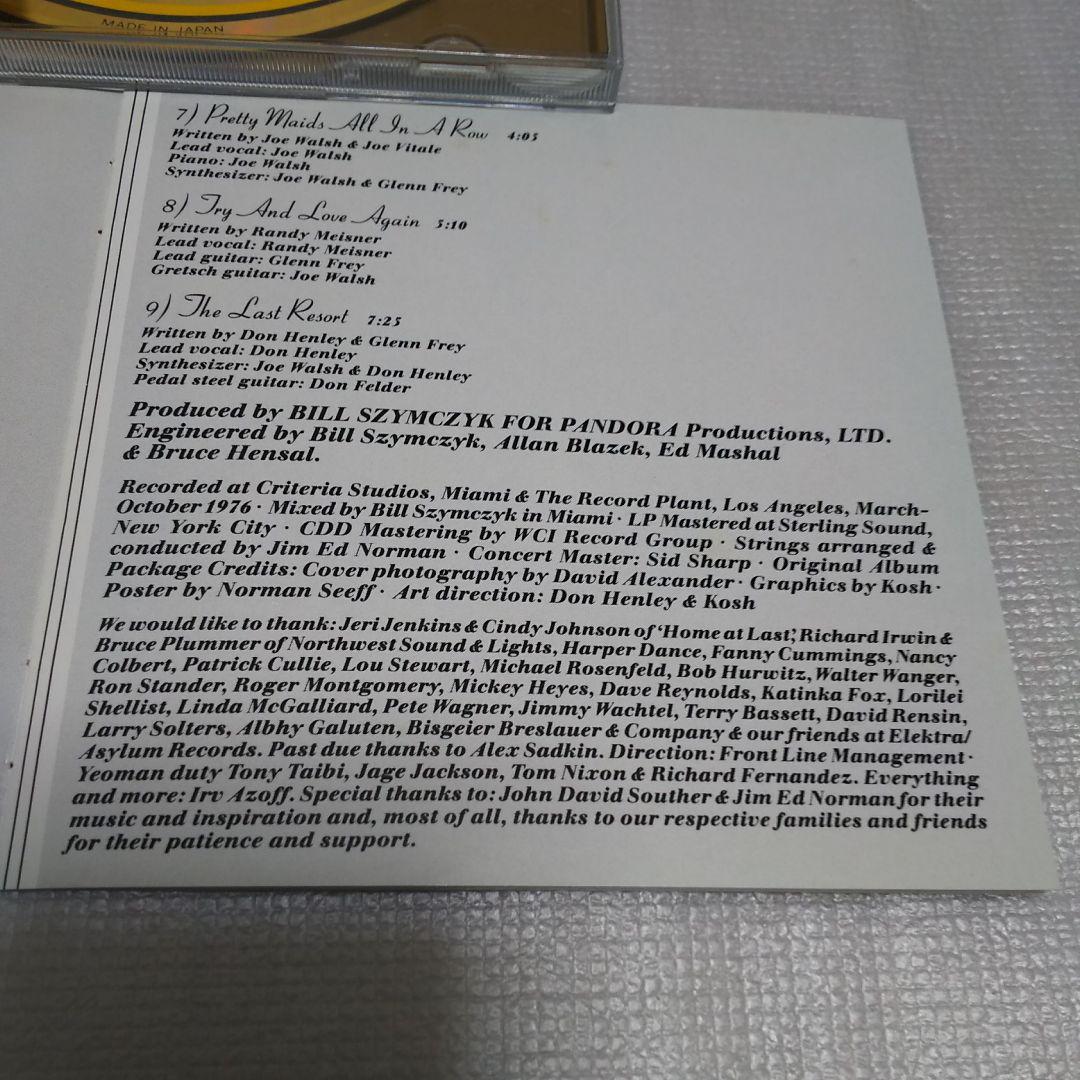 MADE IN JAPAN
7) Pretty Maids All In A Row 4:05
Written by Joe Walsh & Joe Vitale
Lead vocal: Joe Walsh
Piano: Joe Walsh
Synthesizer: Joe Walsh & Glenn Frey
8) Try And Love Again 5:10
Written by Randy Meisner
Lead vocal: Randy Meisner
Lead guitar: Glenn Frey
Gretsch guitar: Joe Walsh
9) The Last Resort 7:25
Written by Don Henley & Glenn Frey
Lead vocal: Don Henley
Synthesizer: Joe Walsh & Don Henley
Pedal steel guitar: Don Felder
Produced by BILL SZYMCZYK FOR PANDORA Productions, LTD.
Engineered by Bill Szymczyk, Allan Blazek, Ed Mashal
& Bruce Hensal.
Recorded at Criteria Studios, Miami & The Record Plant, Los Angeles, March-
October 1976 · Mixed by Bill Szymczyk in Miami · LP Mastered at Sterling Sound,
New York City · CDD Mastering by WCI Record Group · Strings arranged &
conducted by Jim Ed Norman · Concert Master: Sid Sharp · Original Album
Package Credits: Cover photography by David Alexander · Graphics by Kosh ·
Poster by Norman Seeff · Art direction: Don Henley & Kosh
We would like to thank: Jeri Jenkins & Cindy Johnson of 'Home at Last', Richard Irwin &
Bruce Plummer of Northwest Sound & Lights, Harper Dance, Fanny Cummings, Nancy
Colbert, Patrick Cullie, Lou Stewart, Michael Rosenfeld, Bob Hurwitz, Walter Wanger,
Ron Stander, Roger Montgomery, Mickey Heyes, Dave Reynolds, Katinka Fox, Lorilei
Shellist, Linda McGalliard, Pete Wagner, Jimmy Wachtel, Terry Bassett, David Rensin,
Larry Solters, Albhy Galuten, Bisgeier Breslauer & Company & our friends at Elektra/
Asylum Records. Past due thanks to Alex Sadkin. Direction: Front Line Management ·
Yeoman duty Tony Taibi, Jage Jackson, Tom Nixon & Richard Fernandez. Everything
and more: Irv Azoff. Special thanks to: John David Souther & Jim Ed Norman for their
music and inspiration and, most of all, thanks to our respective families and friends
for their patience and support.